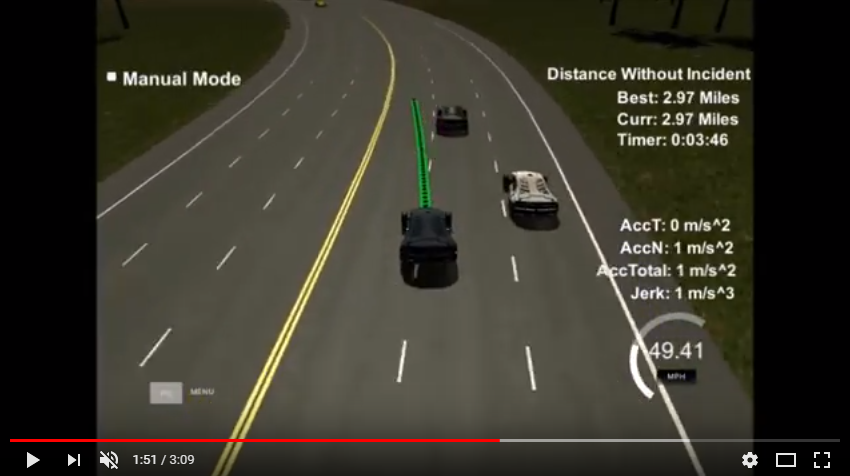 Manual Mode
Distance Without Incident
Best: 2.97 Miles
Curr: 2.97 Miles
Timer: 0:03:46
AccT: 0 m/s^2
AccN: 1 m/s^2
AccTotal: 1 m/s^2
Jerk: 1 m/s^3
49.41
MPH
MENU
1:51 / 3:09